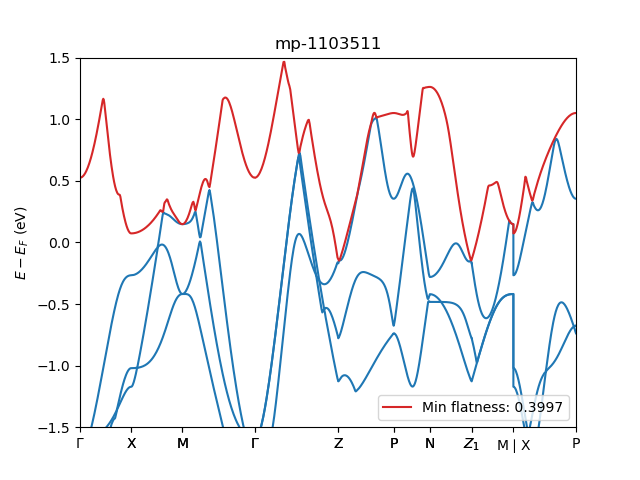 mp-1103511
E − E_F (eV)
1.5
1.0
0.5
0.0
−0.5
−1.0
−1.5
Min flatness: 0.3997
Γ X M Γ Z P N Z₁ M | X P